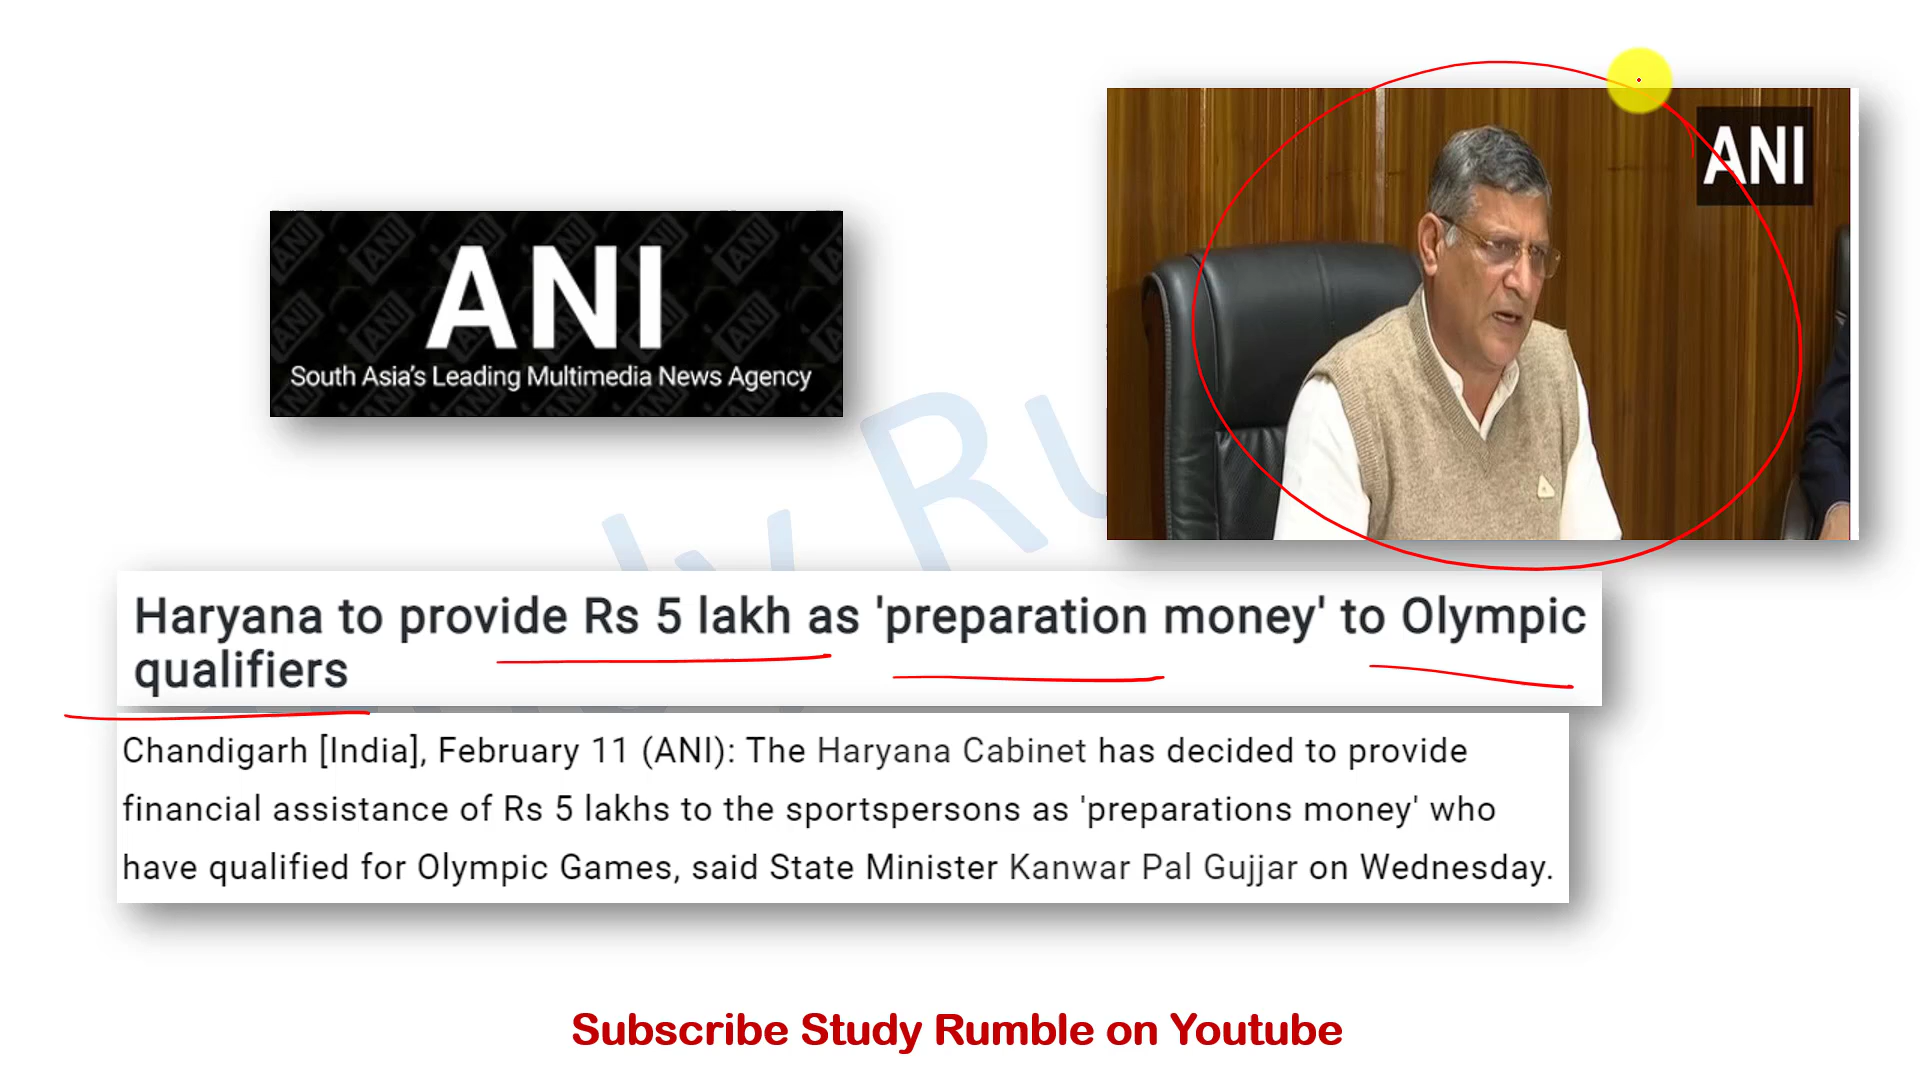 ANI
ANI
South Asia's Leading Multimedia News Agency
Haryana to provide Rs 5 lakh as 'preparation money' to Olympic
qualifiers
Chandigarh [India], February 11 (ANI): The Haryana Cabinet has decided to provide
financial assistance of Rs 5 lakhs to the sportspersons as 'preparations money' who
have qualified for Olympic Games, said State Minister Kanwar Pal Gujjar on Wednesday.
Subscribe Study Rumble on Youtube